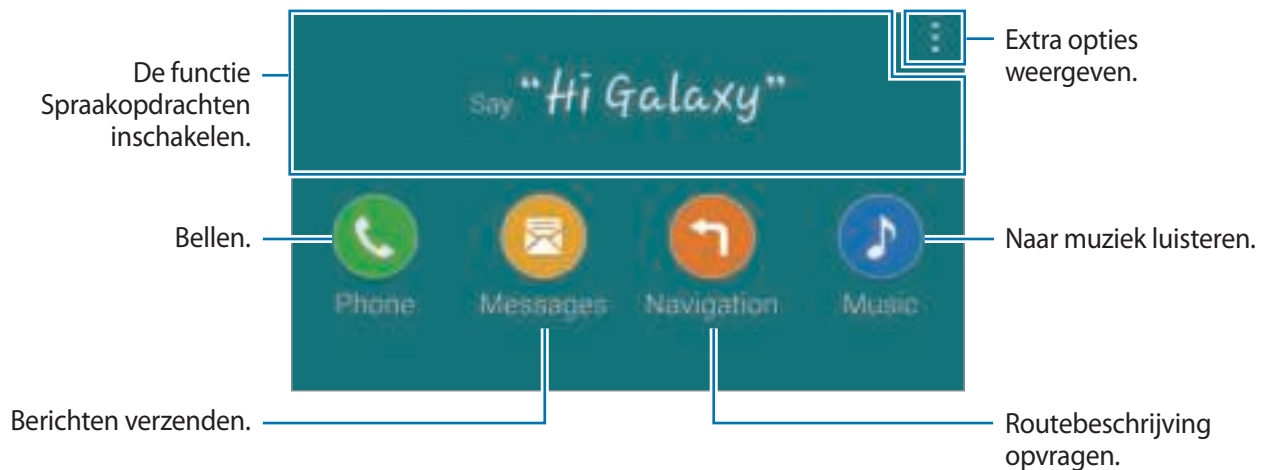 De functie
Spraakopdrachten
inschakelen.
Say "Hi Galaxy"
Extra opties
weergeven.
Bellen.
Naar muziek luisteren.
Phone Messages Navigation Music
Berichten verzenden.
Routebeschrijving
opvragen.